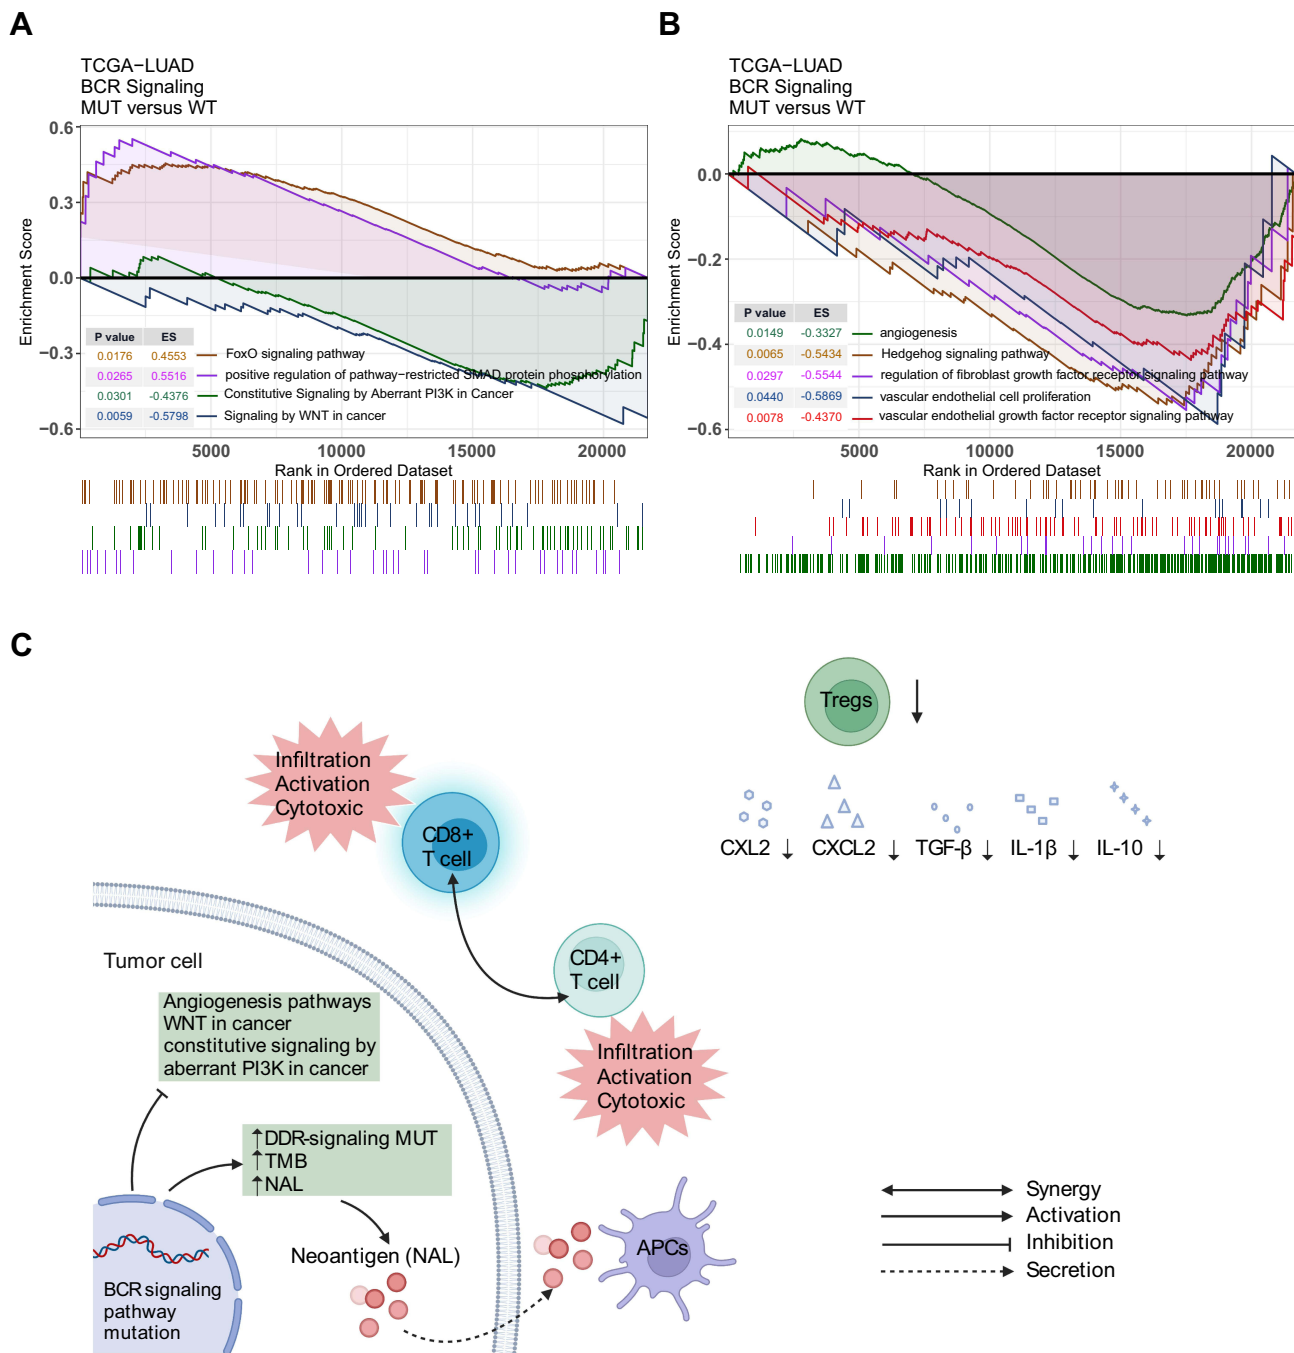 A
TCGA−LUAD
BCR Signaling
MUT versus WT
0.6
0.3
0.0
−0.3
−0.6
Enrichment Score
P value ES
0.0176 0.4553 FoxO signaling pathway
0.0265 0.5516 positive regulation of pathway−restricted SMAD protein phosphorylation
0.0301 -0.4376 Constitutive Signaling by Aberrant PI3K in Cancer
0.0059 -0.5798 Signaling by WNT in cancer
5000 10000 15000 20000
Rank in Ordered Dataset
B
TCGA−LUAD
BCR Signaling
MUT versus WT
0.0
−0.2
−0.4
−0.6
Enrichment Score
P value ES
0.0149 -0.3327 angiogenesis
0.0065 -0.5434 Hedgehog signaling pathway
0.0297 -0.5544 regulation of fibroblast growth factor receptor signaling pathway
0.0440 -0.5869 vascular endothelial cell proliferation
0.0078 -0.4370 vascular endothelial growth factor receptor signaling pathway
5000 10000 15000 20000
Rank in Ordered Dataset
C
Tregs
Infiltration
Activation
Cytotoxic
CD8+
T cell
CXL2 ↓ CXCL2 ↓ TGF-β ↓ IL-1β ↓ IL-10 ↓
CD4+
T cell
Tumor cell
Angiogenesis pathways
WNT in cancer
constitutive signaling by
aberrant PI3K in cancer
Infiltration
Activation
Cytotoxic
↑DDR-signaling MUT
↑TMB
↑NAL
Neoantigen (NAL)
APCs
BCR signaling
pathway
mutation
Synergy
Activation
Inhibition
Secretion